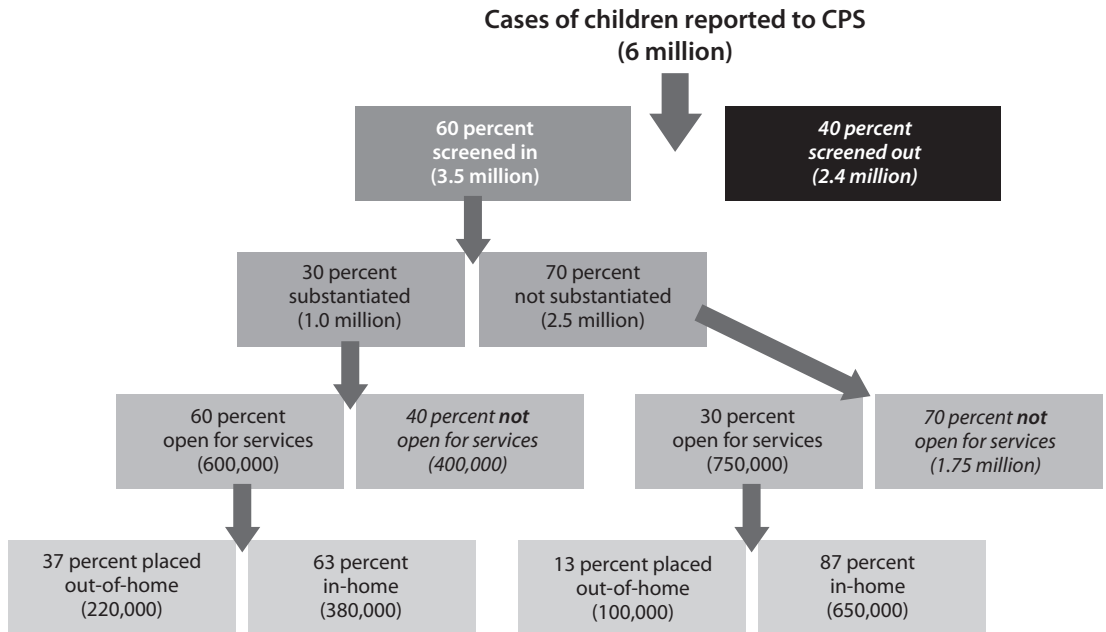 Cases of children reported to CPS
(6 million)
60 percent
screened in
(3.5 million)
40 percent
screened out
(2.4 million)
30 percent
substantiated
(1.0 million)
70 percent
not substantiated
(2.5 million)
60 percent
open for services
(600,000)
40 percent not
open for services
(400,000)
30 percent
open for services
(750,000)
70 percent not
open for services
(1.75 million)
37 percent placed
out-of-home
(220,000)
63 percent
in-home
(380,000)
13 percent placed
out-of-home
(100,000)
87 percent
in-home
(650,000)